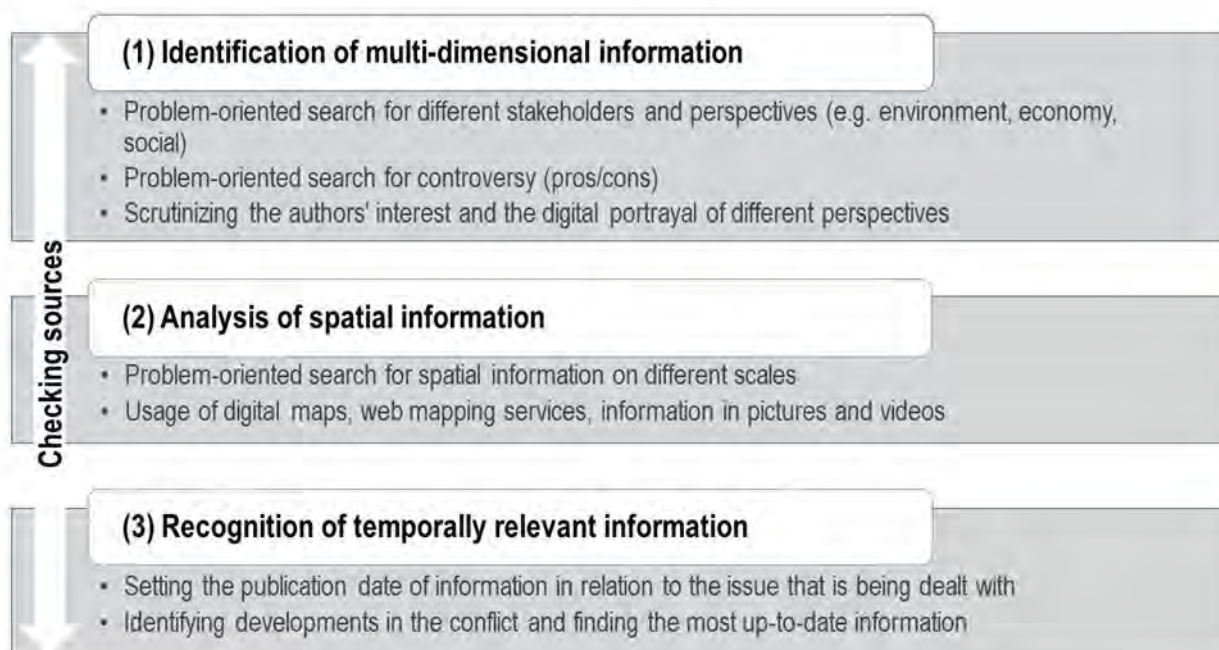 (1) Identification of multi-dimensional information
• Problem-oriented search for different stakeholders and perspectives (e.g. environment, economy,
social)
• Problem-oriented search for controversy (pros/cons)
• Scrutinizing the authors' interest and the digital portrayal of different perspectives
Checking sources
(2) Analysis of spatial information
• Problem-oriented search for spatial information on different scales
• Usage of digital maps, web mapping services, information in pictures and videos
(3) Recognition of temporally relevant information
• Setting the publication date of information in relation to the issue that is being dealt with
• Identifying developments in the conflict and finding the most up-to-date information